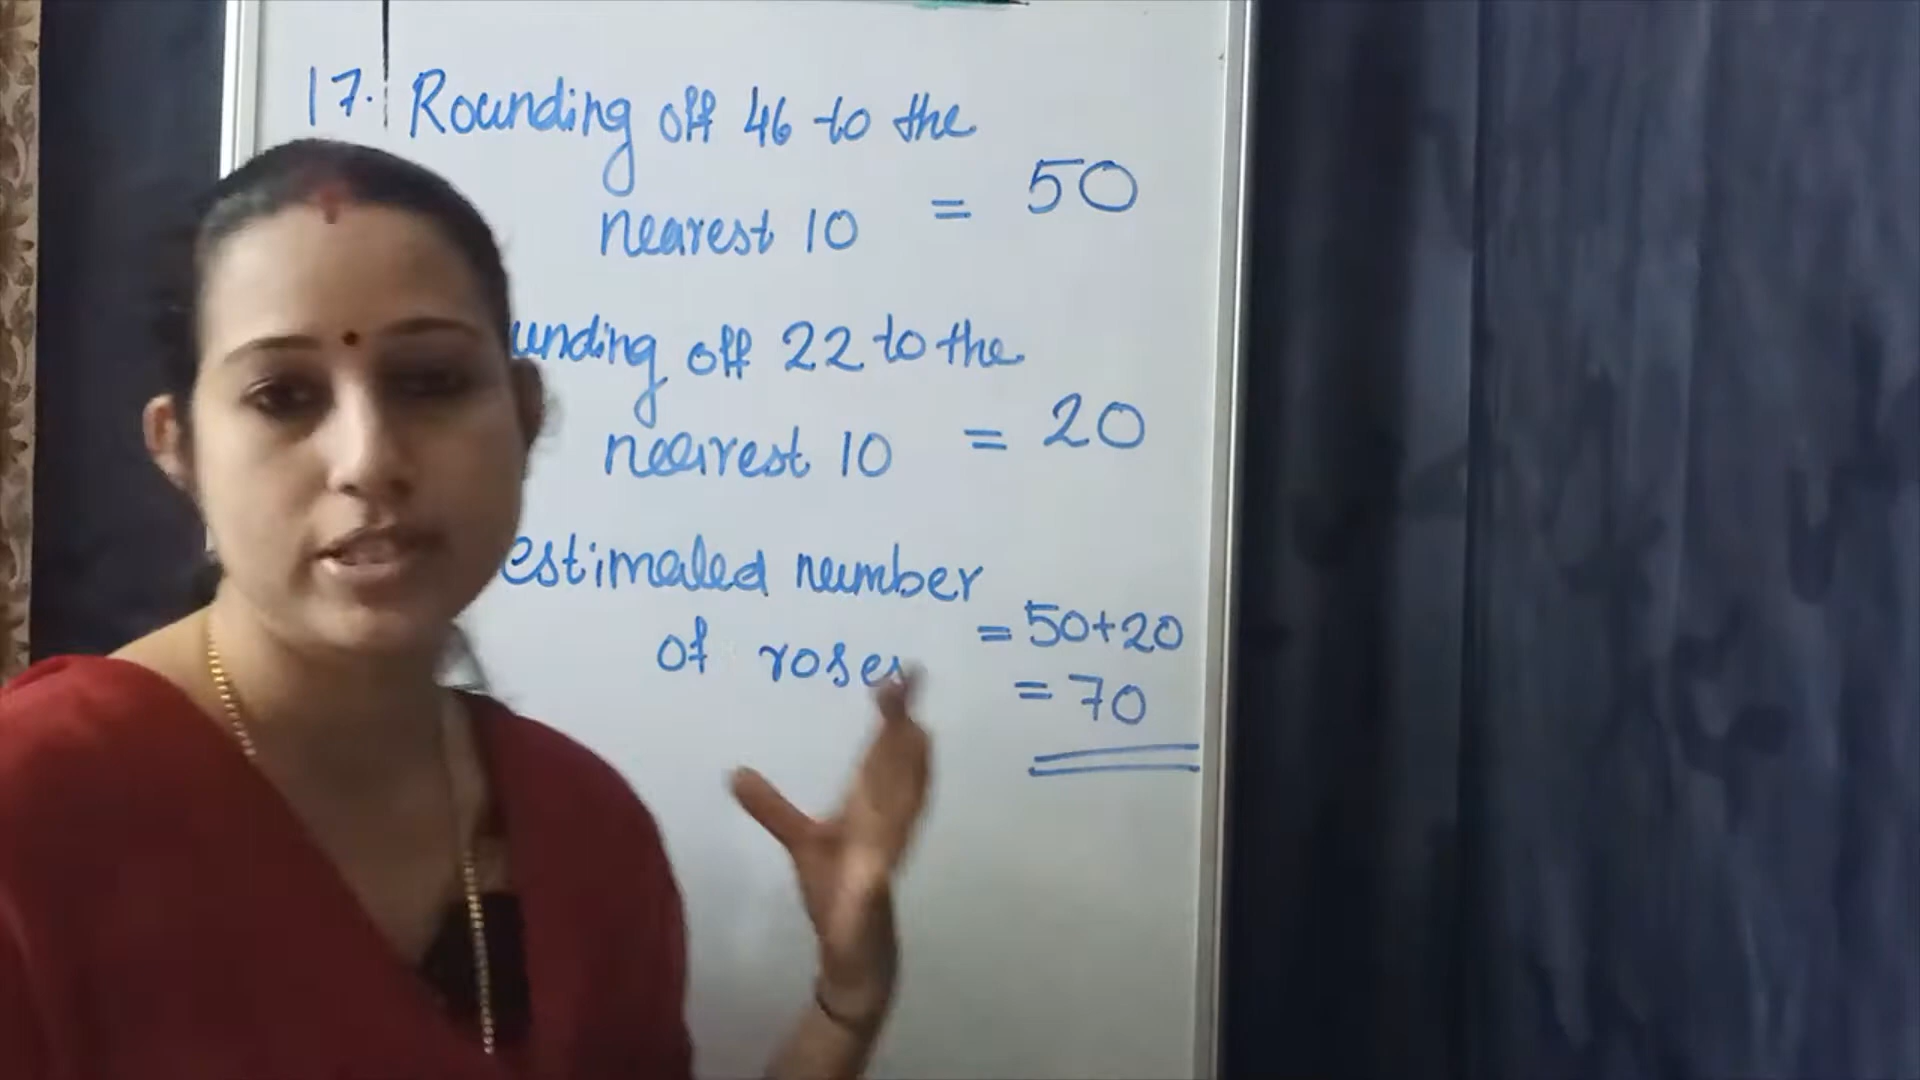 17. Rounding off 46 to the
nearest 10 = 50
unding off 22 to the
nearest 10 = 20
estimated number
of roses = 50+20
= 70